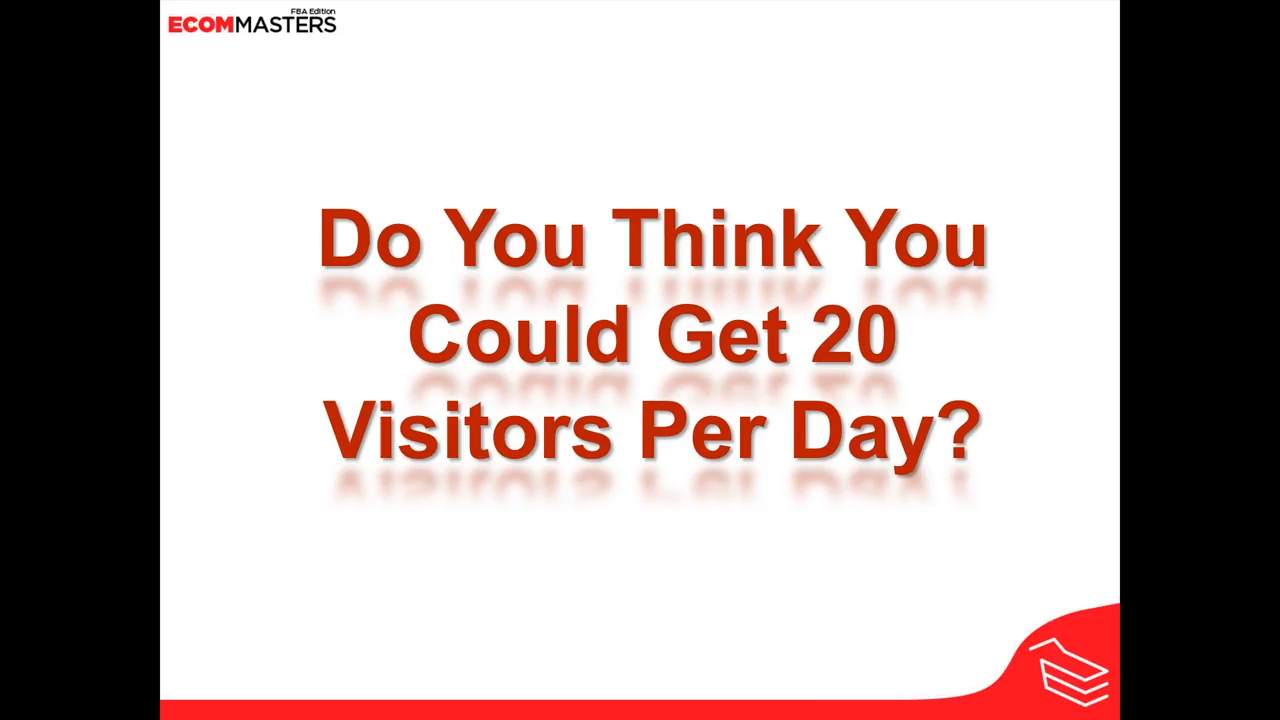 FBA Edition
ECOMMASTERS
Do You Think You
Could Get 20
Visitors Per Day?